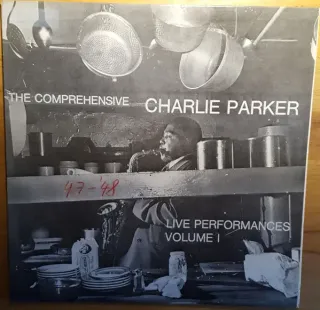 THE COMPREHENSIVE CHARLIE PARKER
47-'48
LIVE PERFORMANCES
VOLUME I